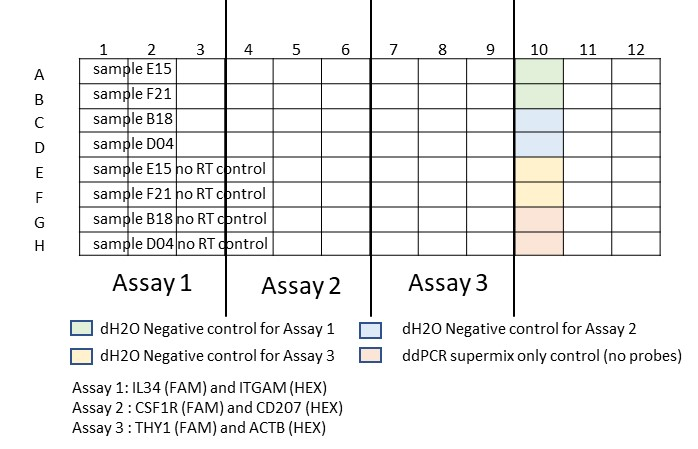 1 2 3 4 5 6 7 8 9 10 11 12
A sample E15
B sample F21
C sample B18
D sample D04
E sample E15 no RT control
F sample F21 no RT control
G sample B18 no RT control
H sample D04 no RT control
Assay 1 Assay 2 Assay 3
dH2O Negative control for Assay 1 dH2O Negative control for Assay 2
dH2O Negative control for Assay 3 ddPCR supermix only control (no probes)
Assay 1: IL34 (FAM) and ITGAM (HEX)
Assay 2 : CSF1R (FAM) and CD207 (HEX)
Assay 3 : THY1 (FAM) and ACTB (HEX)